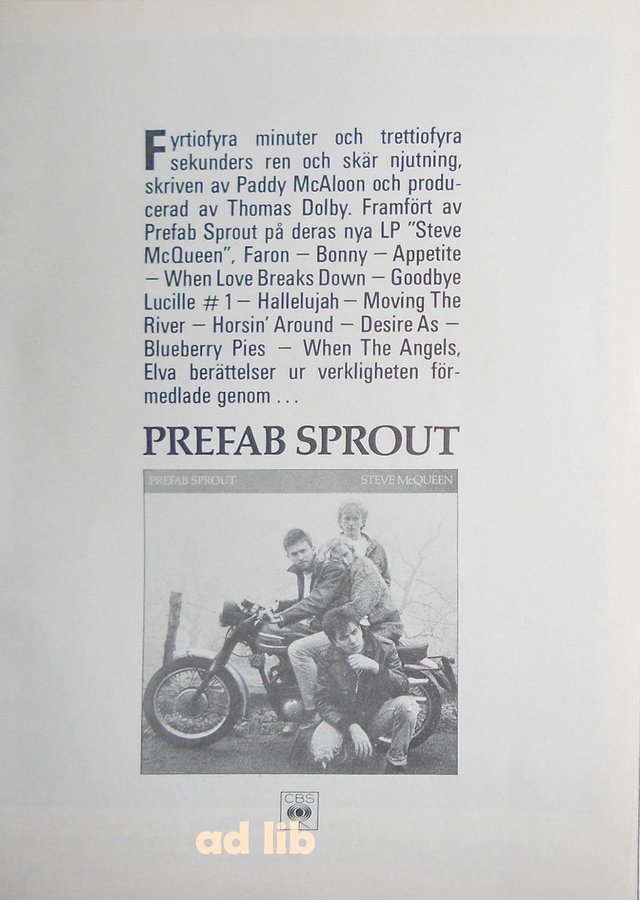 Fyrtiofyra minuter och trettiofyra
sekunders ren och skär njutning,
skriven av Paddy McAloon och produ-
cerad av Thomas Dolby. Framfört av
Prefab Sprout på deras nya LP "Steve
McQueen", Faron – Bonny – Appetite
– When Love Breaks Down – Goodbye
Lucille # 1 – Hallelujah – Moving The
River – Horsin' Around – Desire As –
Blueberry Pies – When The Angels,
Elva berättelser ur verkligheten för-
medlade genom ...
PREFAB SPROUT
PREFAB SPROUT STEVE McQUEEN
CBS
ad lib